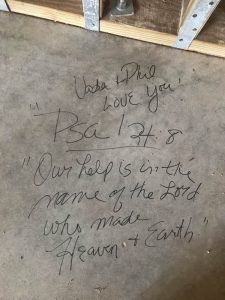 Vada + Phil
Love You!
"Psa 124:8
"Our help is in the
name of the Lord
who made
Heaven + Earth"